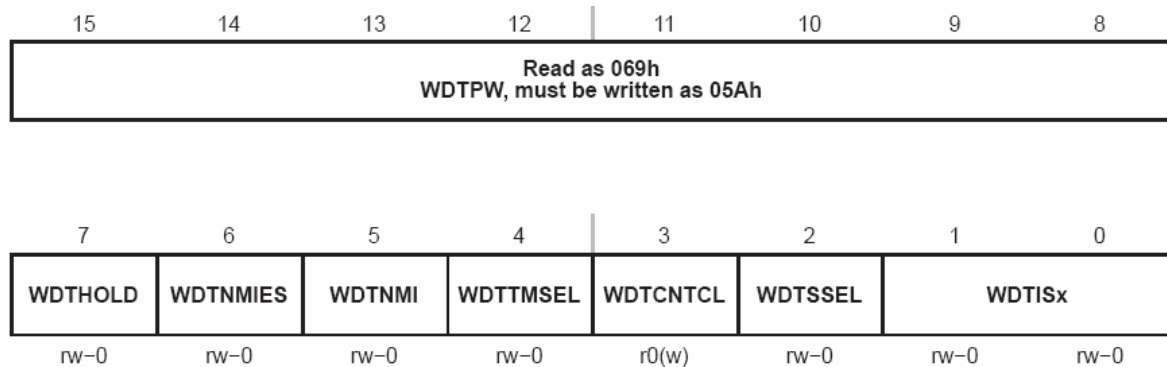 15 14 13 12 11 10 9 8
Read as 069h
WDTPW, must be written as 05Ah
7 6 5 4 3 2 1 0
WDTHOLD WDTNMIES WDTNMI WDTTMSEL WDTCNTCL WDTSSEL WDTISx
rw−0 rw−0 rw−0 rw−0 r0(w) rw−0 rw−0 rw−0